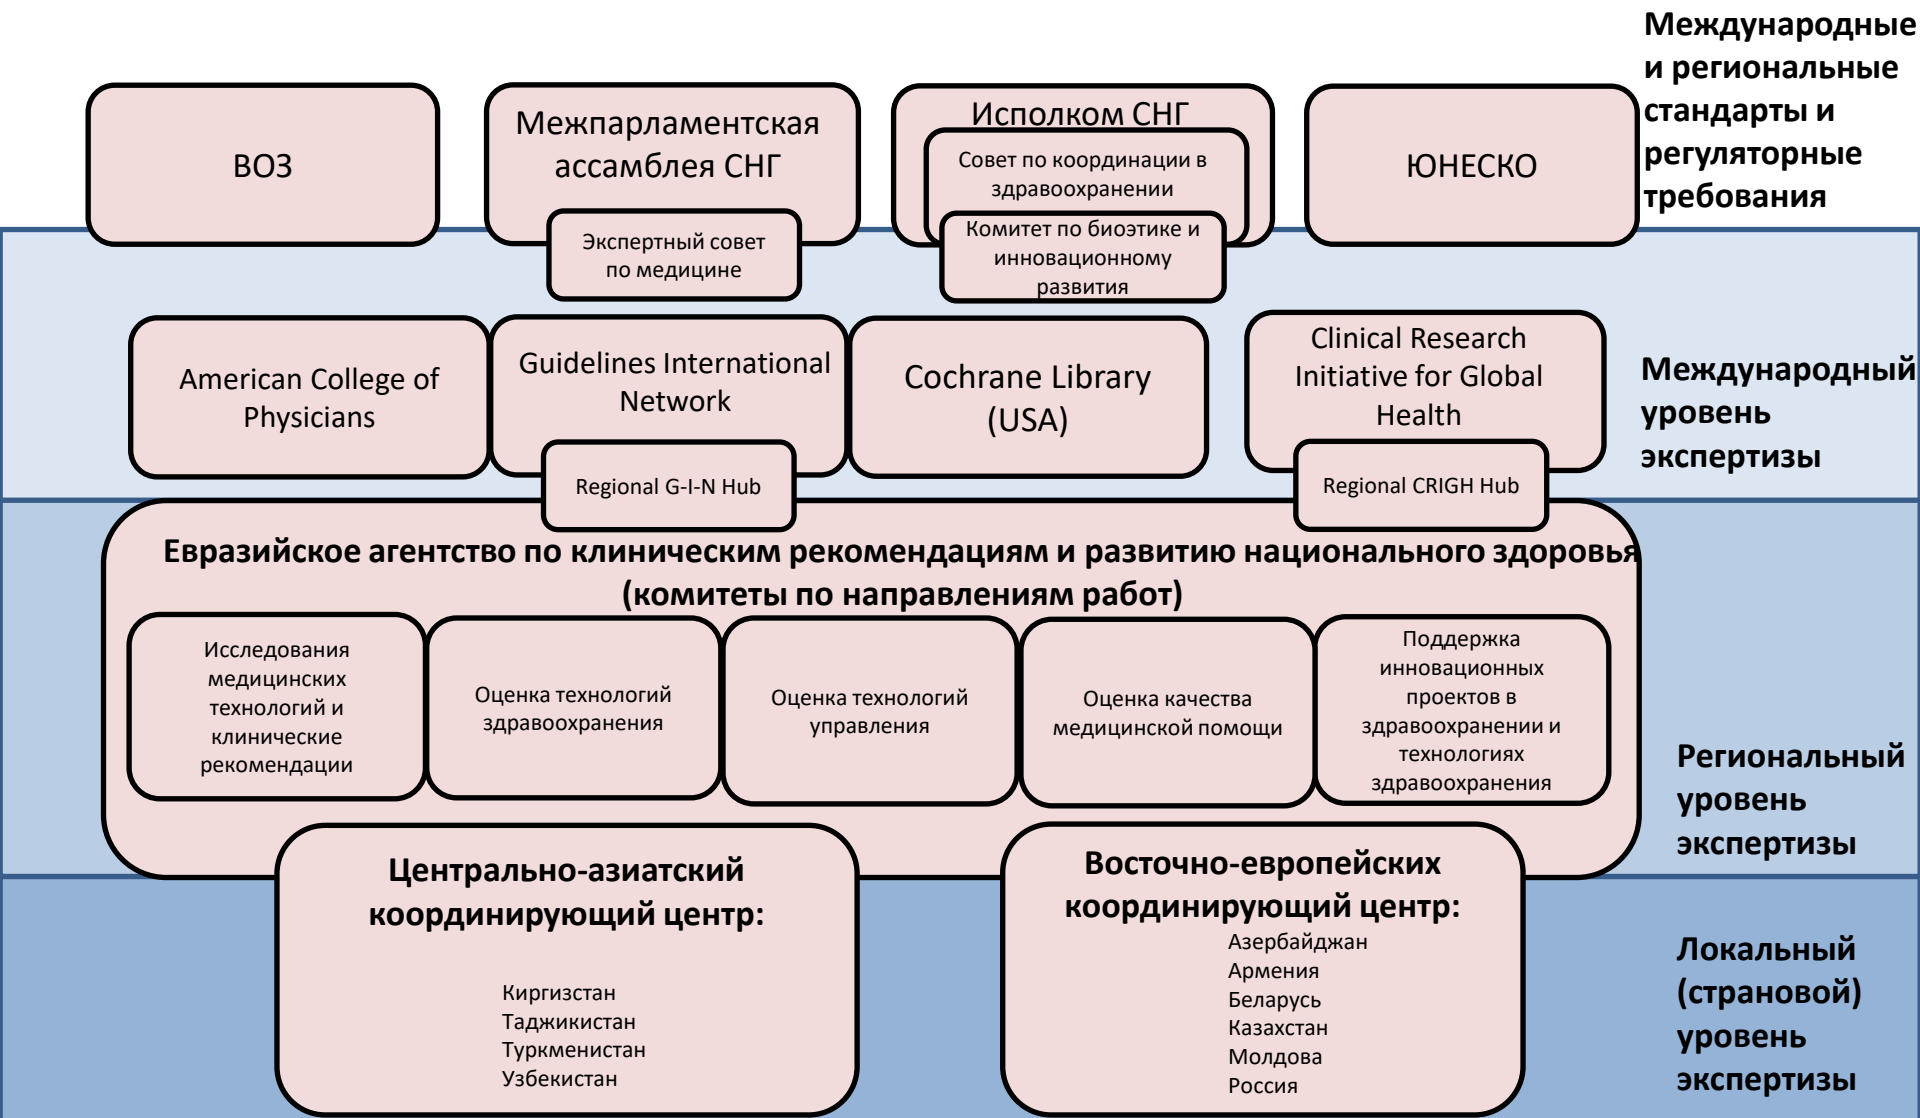 Международные
и региональные
стандарты и
регуляторные
требования
ВОЗ
Межпарламентская
ассамблея СНГ
Экспертный совет
по медицине
Исполком СНГ
Совет по координации в
здравоохранении
Комитет по биоэтике и
инновационному
развития
ЮНЕСКО
American College of
Physicians
Guidelines International
Network
Regional G-I-N Hub
Cochrane Library
(USA)
Clinical Research
Initiative for Global
Health
Regional CRIGH Hub
Международный
уровень
экспертизы
Евразийское агентство по клиническим рекомендациям и развитию национального здоровья
(комитеты по направлениям работ)
Исследования
медицинских
технологий и
клинические
рекомендации
Оценка технологий
здравоохранения
Оценка технологий
управления
Оценка качества
медицинской помощи
Поддержка
инновационных
проектов в
здравоохранении и
технологиях
здравоохранения
Региональный
уровень
экспертизы
Центрально-азиатский
координирующий центр:
Киргизстан
Таджикистан
Туркменистан
Узбекистан
Восточно-европейских
координирующий центр:
Азербайджан
Армения
Беларусь
Казахстан
Молдова
Россия
Локальный
(страновой)
уровень
экспертизы